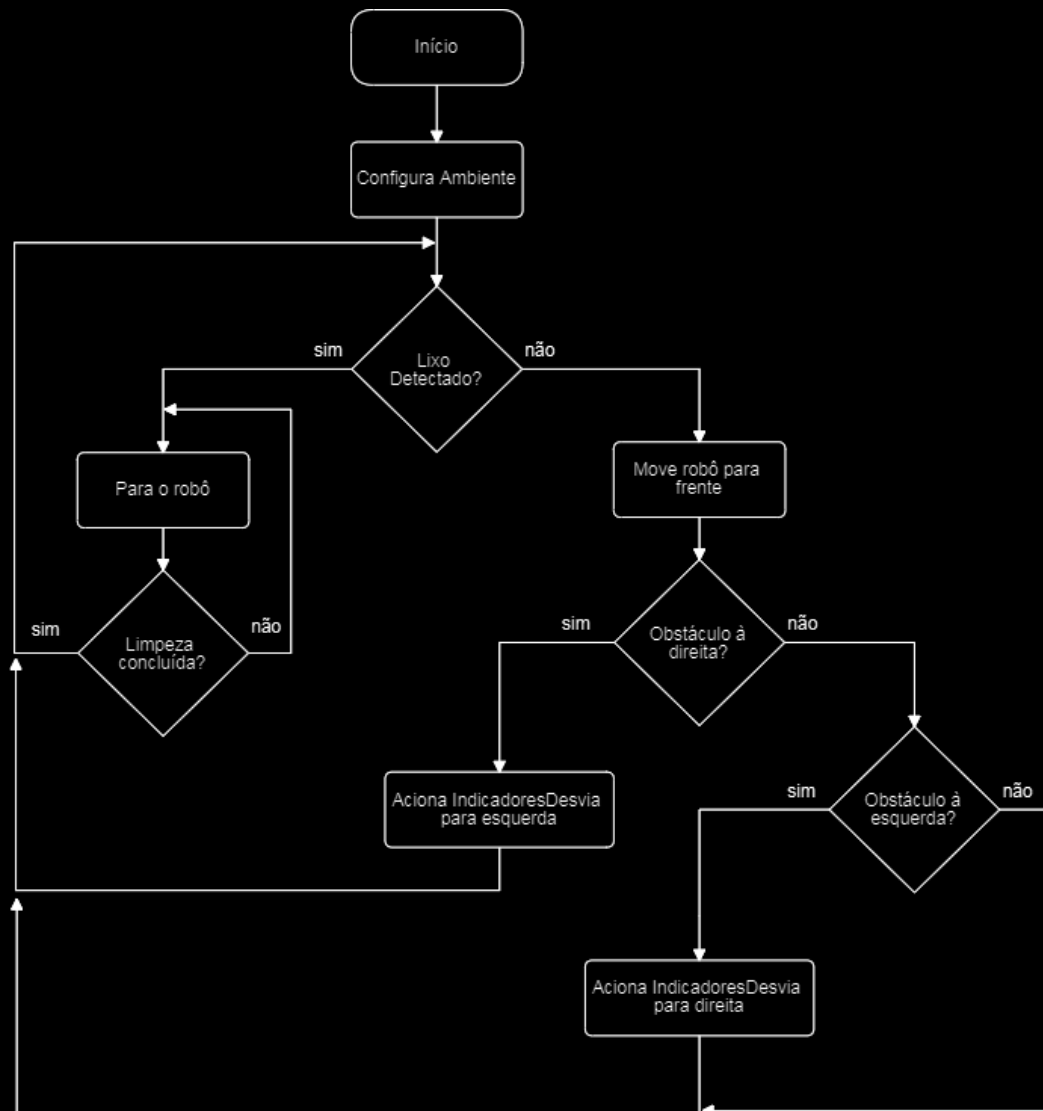 Início
Configura Ambiente
sim
não
Lixo
Detectado?
Para o robô
Move robô para
frente
sim
não
Limpeza
concluída?
sim
não
Obstáculo à
direita?
Aciona IndicadoresDesvia
para esquerda
sim
não
Obstáculo à
esquerda?
Aciona IndicadoresDesvia
para direita